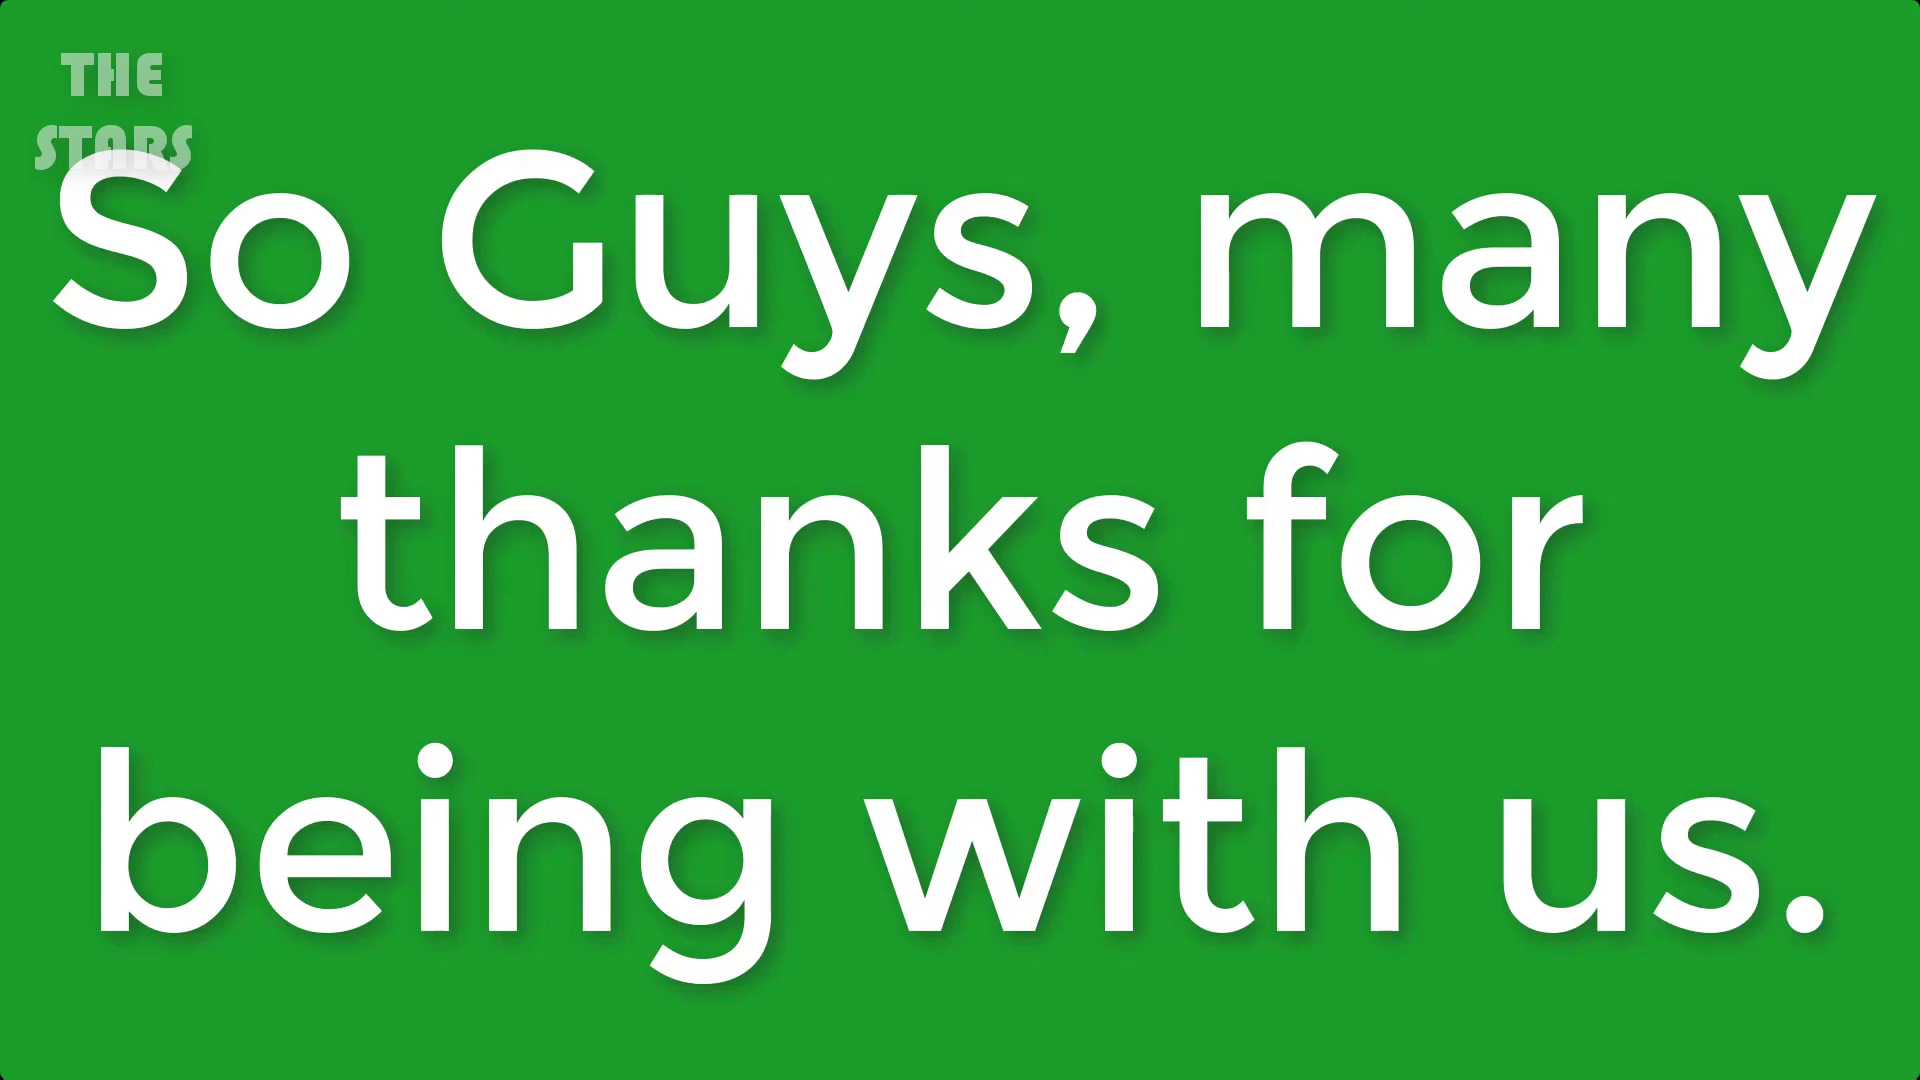 THE
STARS
So Guys, many
thanks for
being with us.